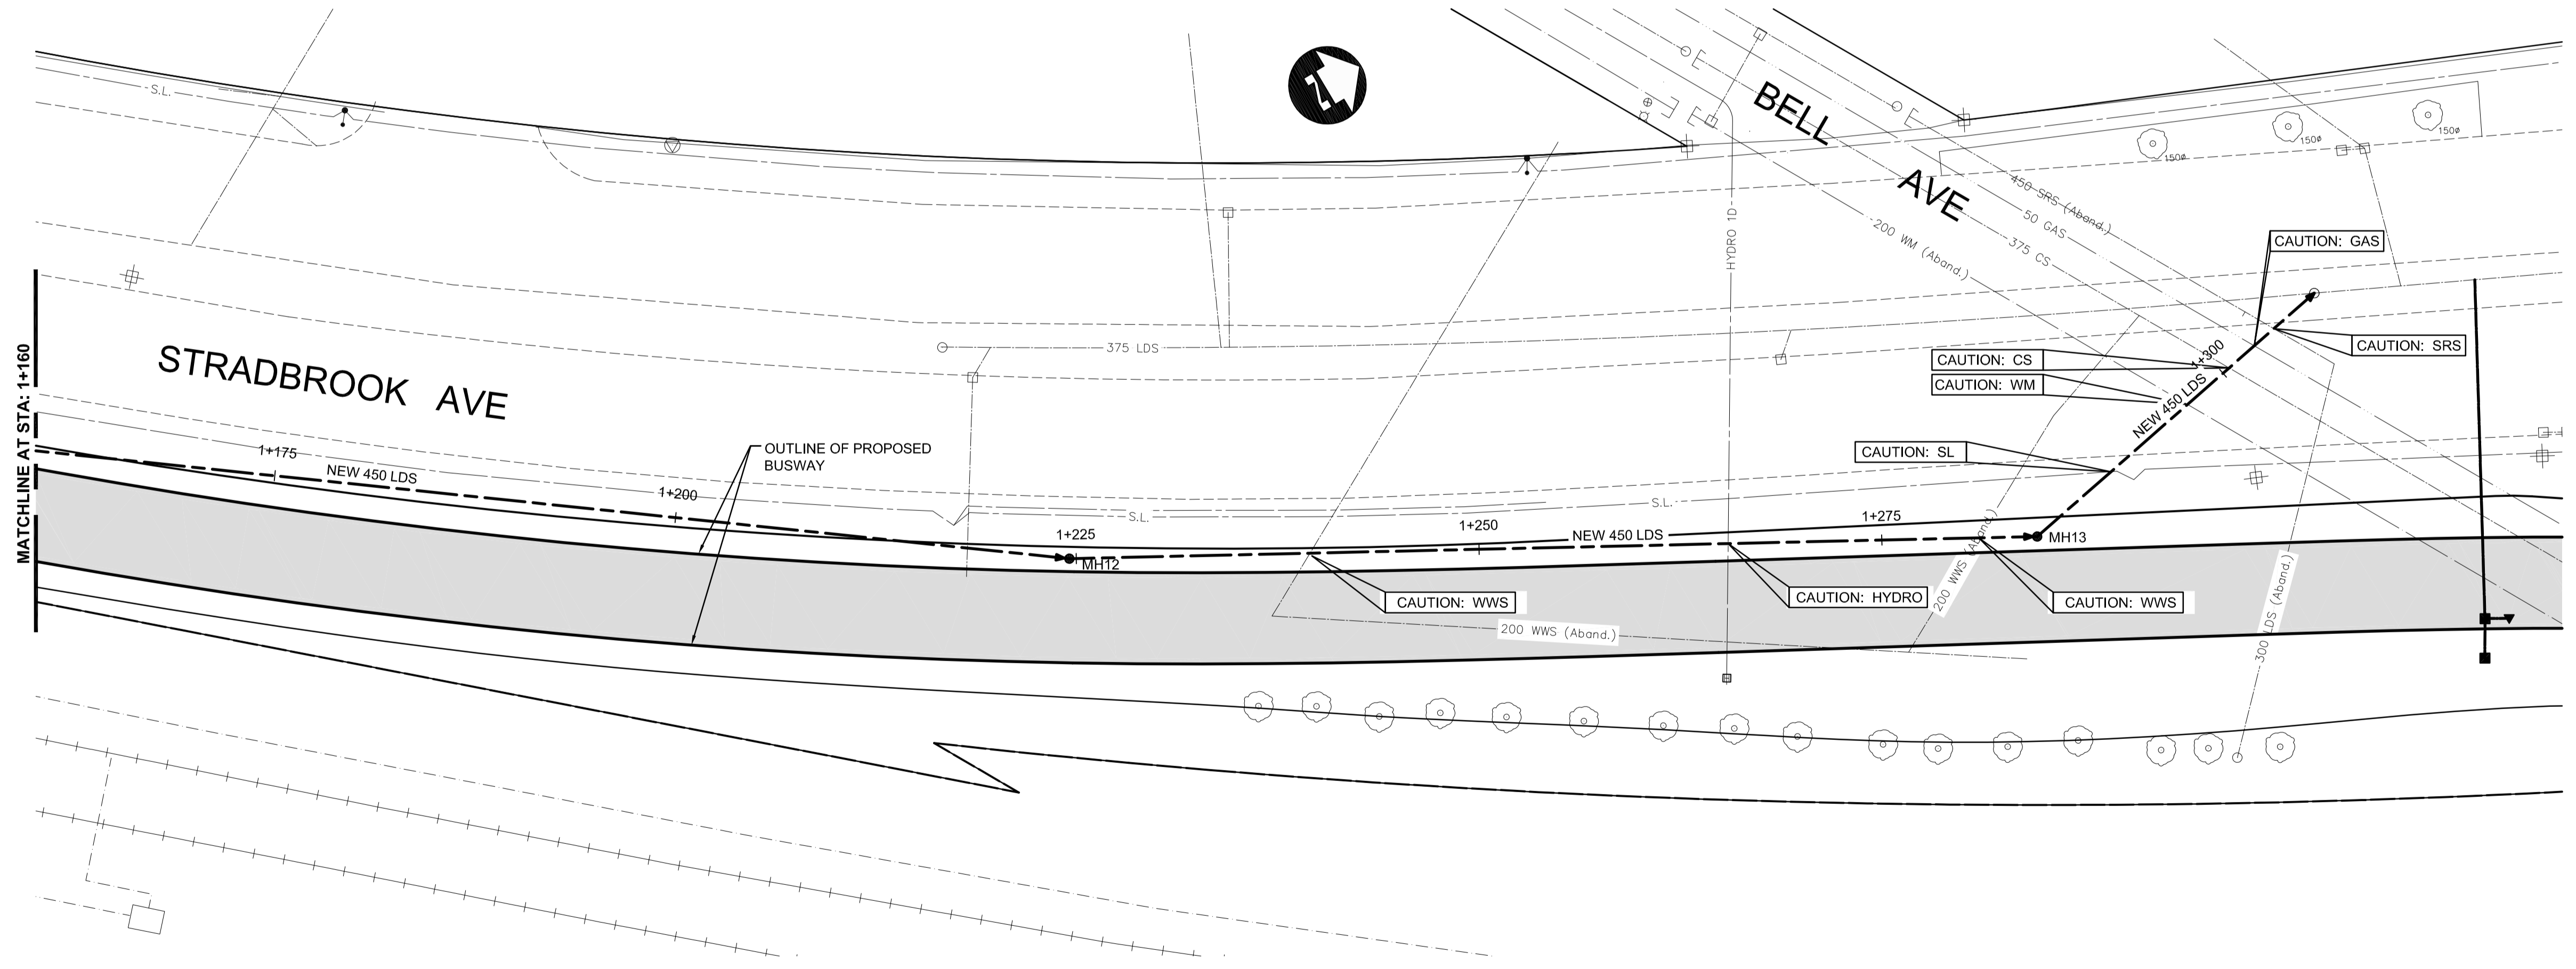 S.L.
N
BELL
AVE
150ø
150ø
150ø
HYDRO 1D
450 SRS (Aband.)
50 GAS
375 CS
200 WM (Aband.)
CAUTION: GAS
MATCHLINE AT STA: 1+160
STRADBROOK AVE
375 LDS
CAUTION: CS
CAUTION: WM
1+300
NEW 450 LDS
CAUTION: SRS
1+175
NEW 450 LDS
OUTLINE OF PROPOSED
BUSWAY
CAUTION: SL
1+200
S.L.
S.L.
1+225
MH12
1+250
NEW 450 LDS
1+275
MH13
CAUTION: WWS
CAUTION: HYDRO
200 WWS (Aband.)
CAUTION: WWS
200 WWS (Aband.)
300 LDS (Aband.)